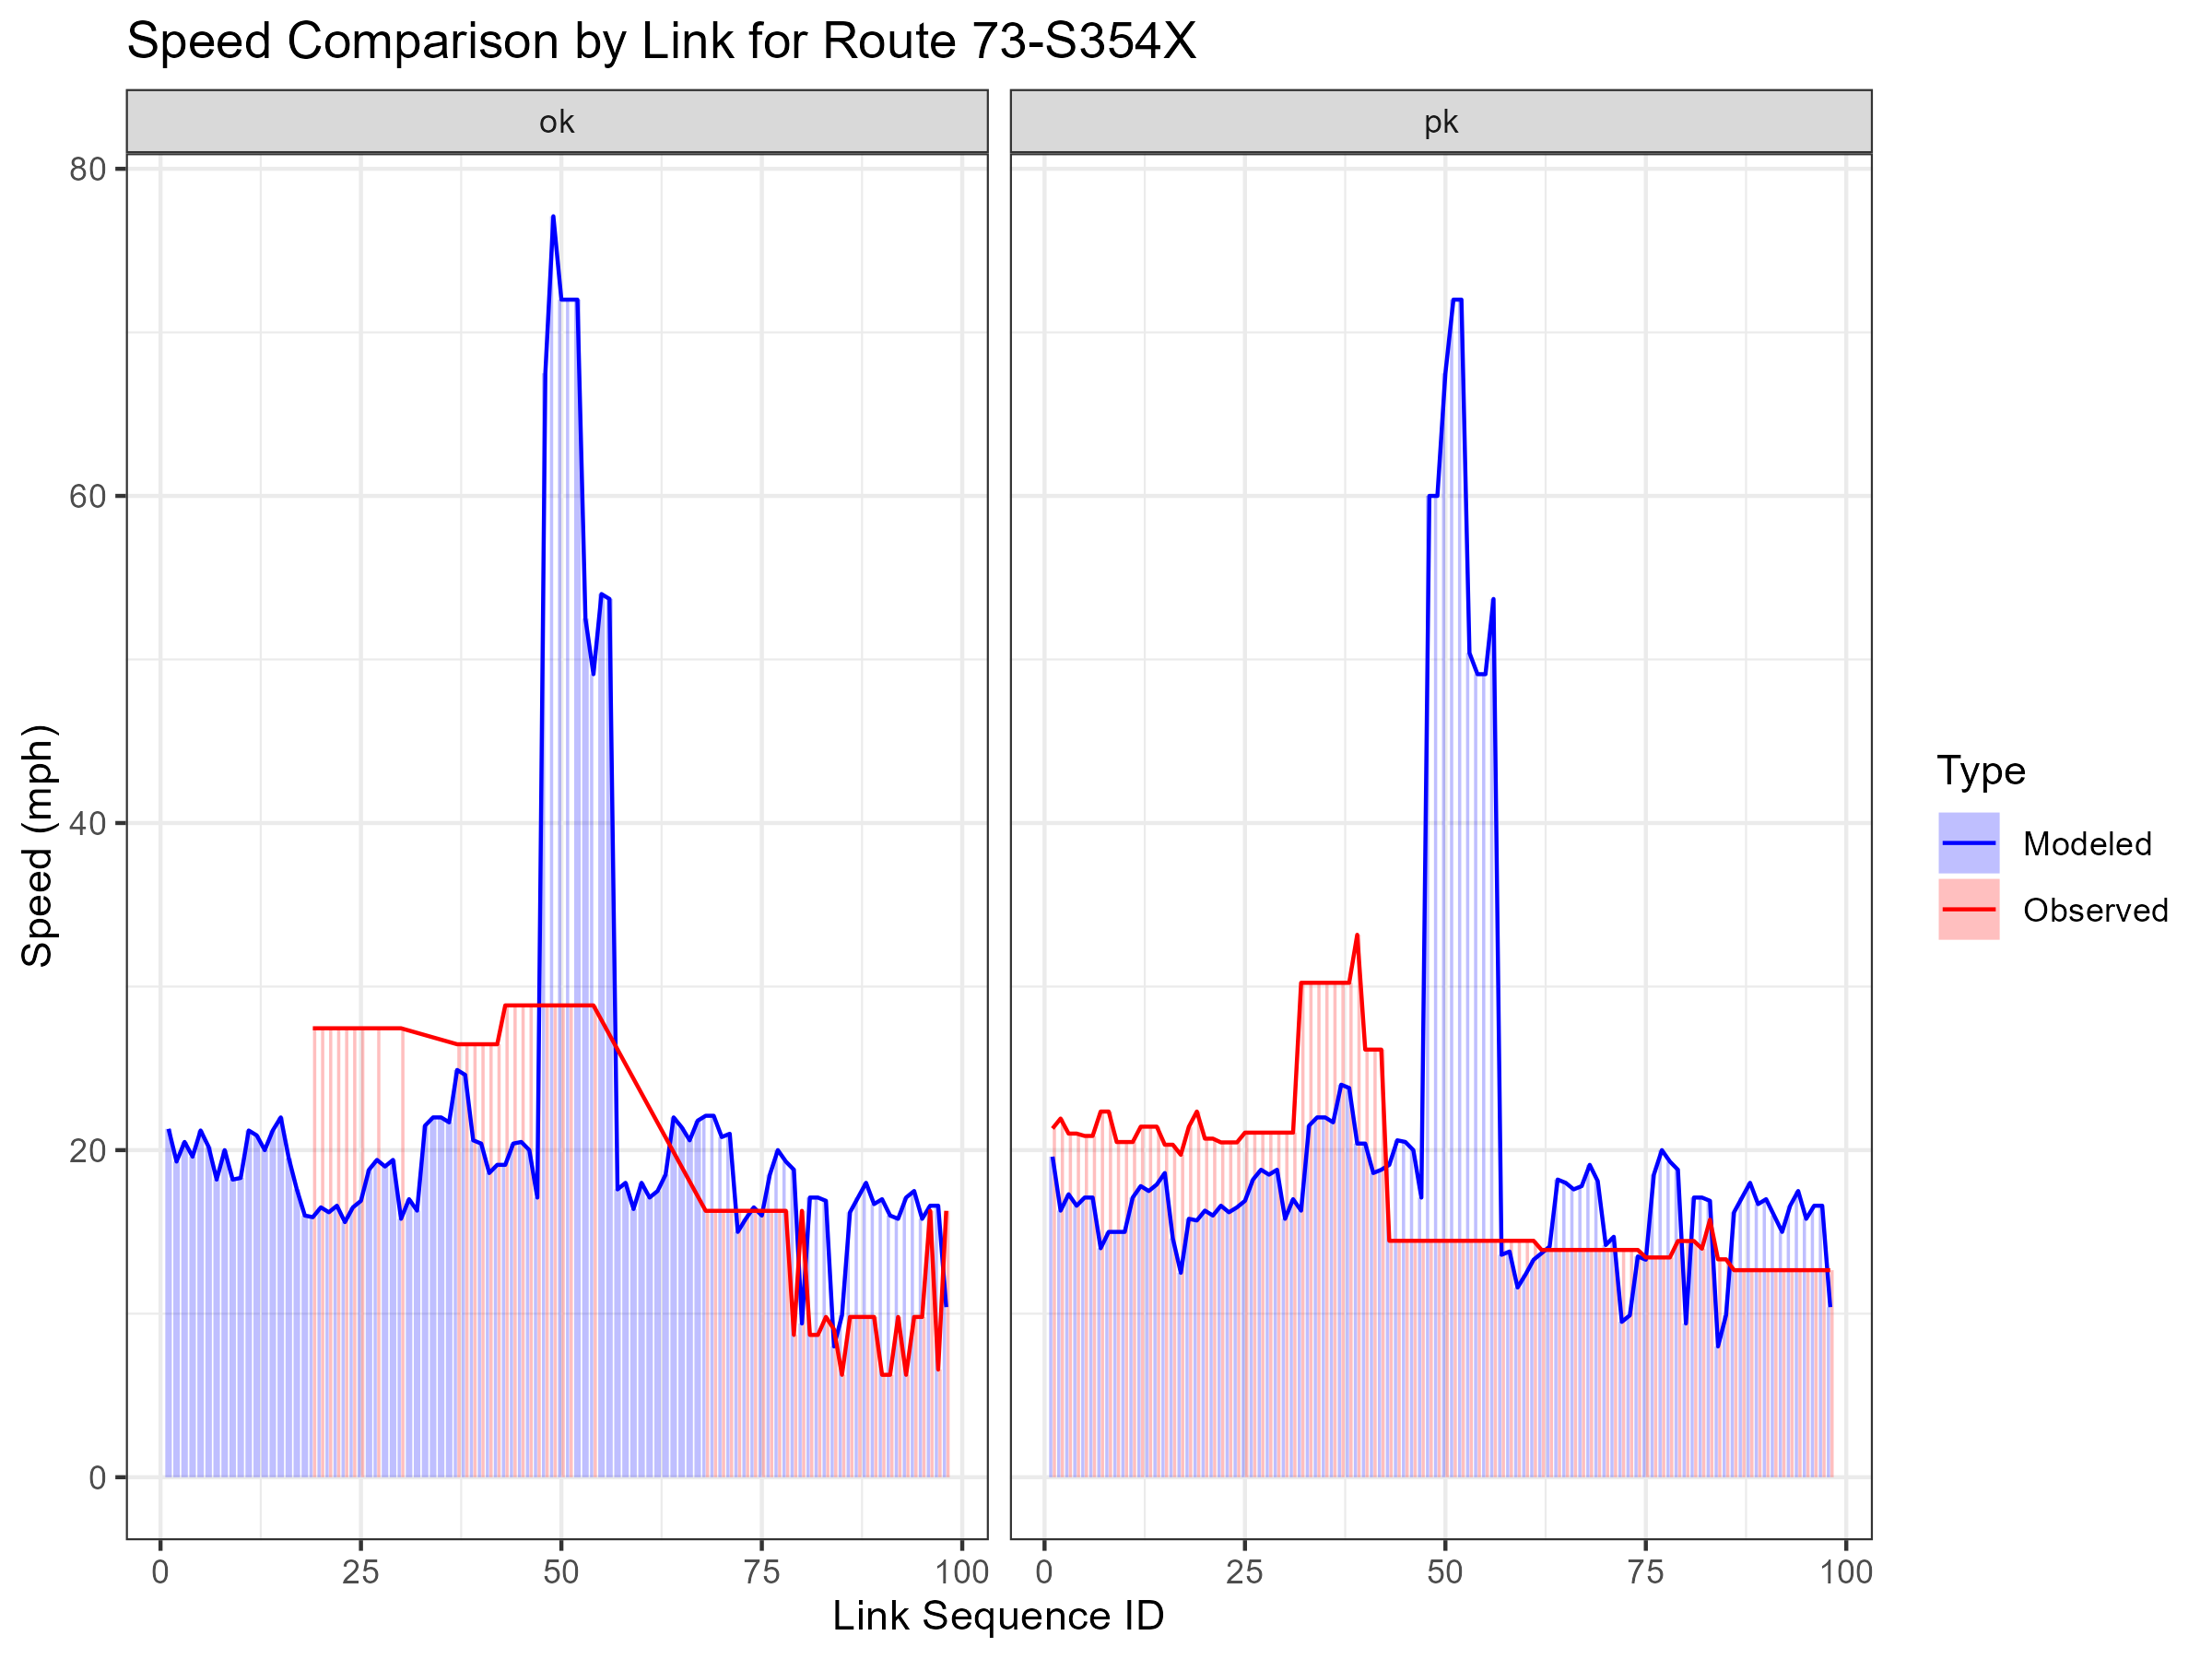 Speed Comparison by Link for Route 73-S354X
ok
pk
80
60
40
20
0
Speed (mph)
0 25 50 75 100
0 25 50 75 100
Link Sequence ID
Type
Modeled
Observed